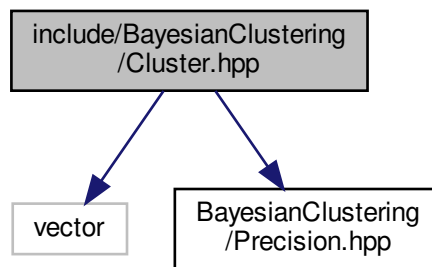 include/BayesianClustering
/Cluster.hpp
vector
BayesianClustering
/Precision.hpp